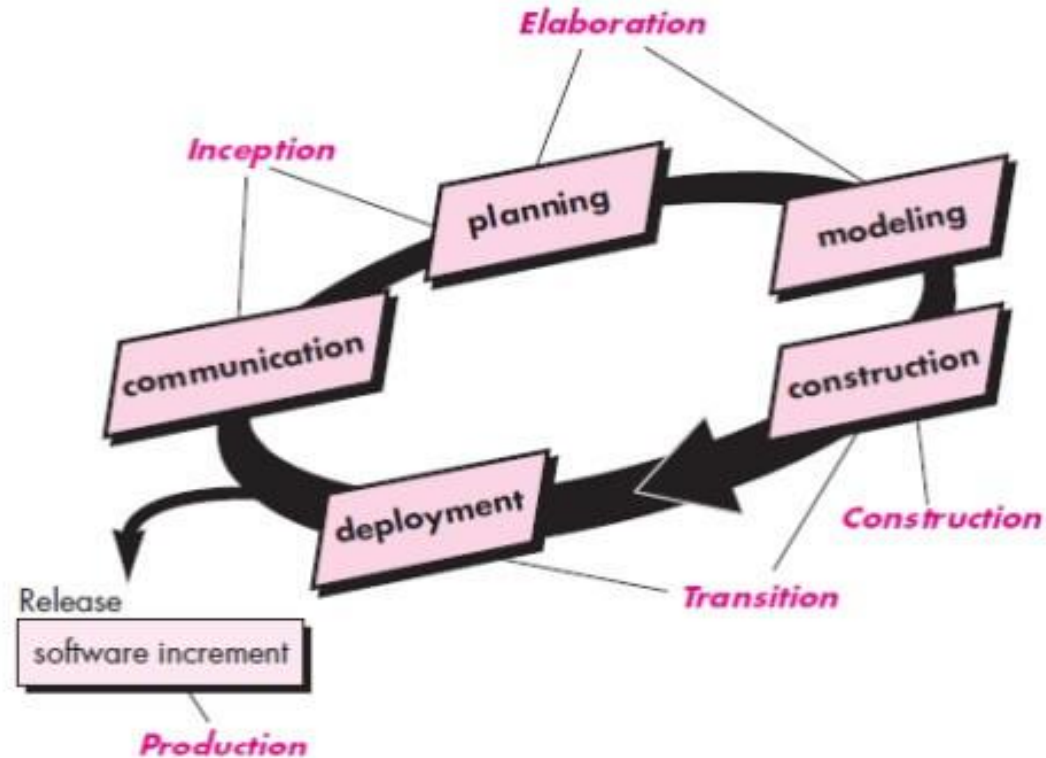 Elaboration
Inception
planning
modeling
communication
construction
deployment
Construction
Transition
Release
software increment
Production